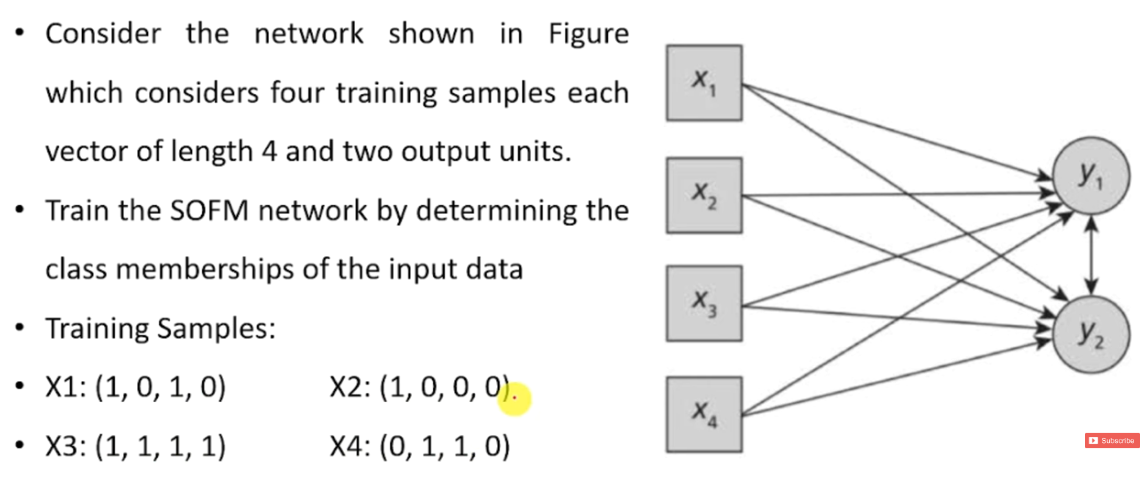 • Consider the network shown in Figure
which considers four training samples each
vector of length 4 and two output units.
• Train the SOFM network by determining the
class memberships of the input data
• Training Samples:
• X1: (1, 0, 1, 0) X2: (1, 0, 0, 0).
• X3: (1, 1, 1, 1) X4: (0, 1, 1, 0)
x1
x2
x3
x4
y1
y2
Subscribe